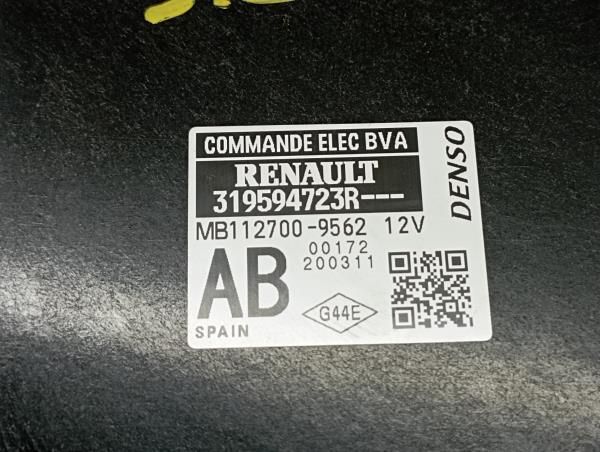 COMMANDE ELEC BVA
RENAULT
319594723R---
DENSO
MB112700-9562 12V
00172
200311
AB
G44E
SPAIN